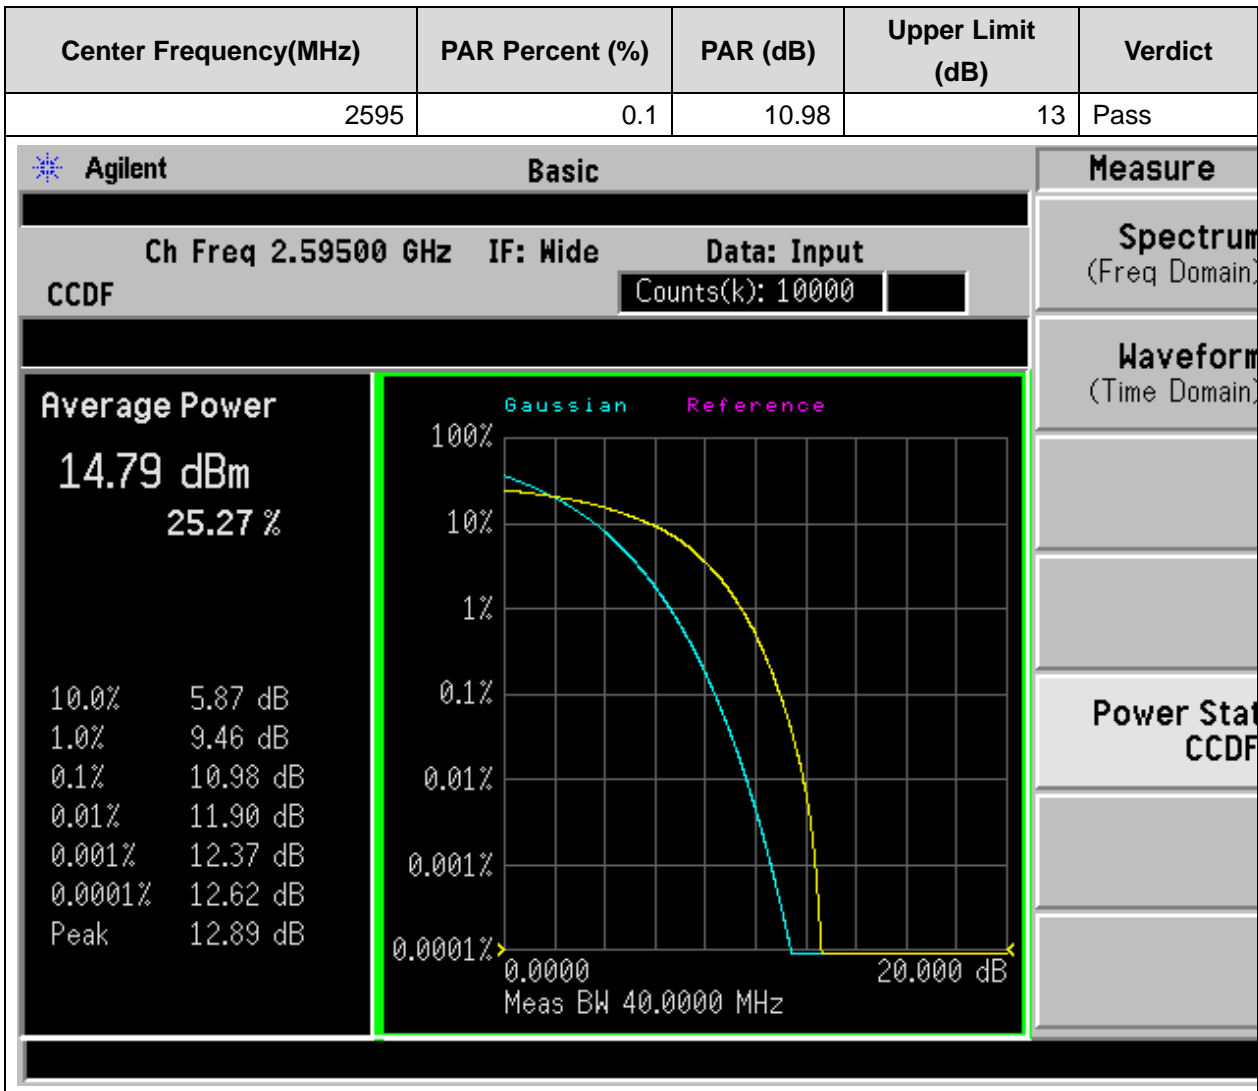 Center Frequency(MHz) PAR Percent (%) PAR (dB) Upper Limit (dB) Verdict
2595 0.1 10.98 13 Pass
Agilent Basic Measure
Ch Freq 2.59500 GHz IF: Wide Data: Input
CCDF Counts(k): 10000
Spectrum
(Freq Domain)
Waveform
(Time Domain)
Power Stat
CCDF
Average Power
14.79 dBm
25.27 %
10.0% 5.87 dB
1.0% 9.46 dB
0.1% 10.98 dB
0.01% 11.90 dB
0.001% 12.37 dB
0.0001% 12.62 dB
Peak 12.89 dB
Gaussian Reference
100%
10%
1%
0.1%
0.01%
0.001%
0.0001%
0.0000 20.000 dB
Meas BW 40.0000 MHz